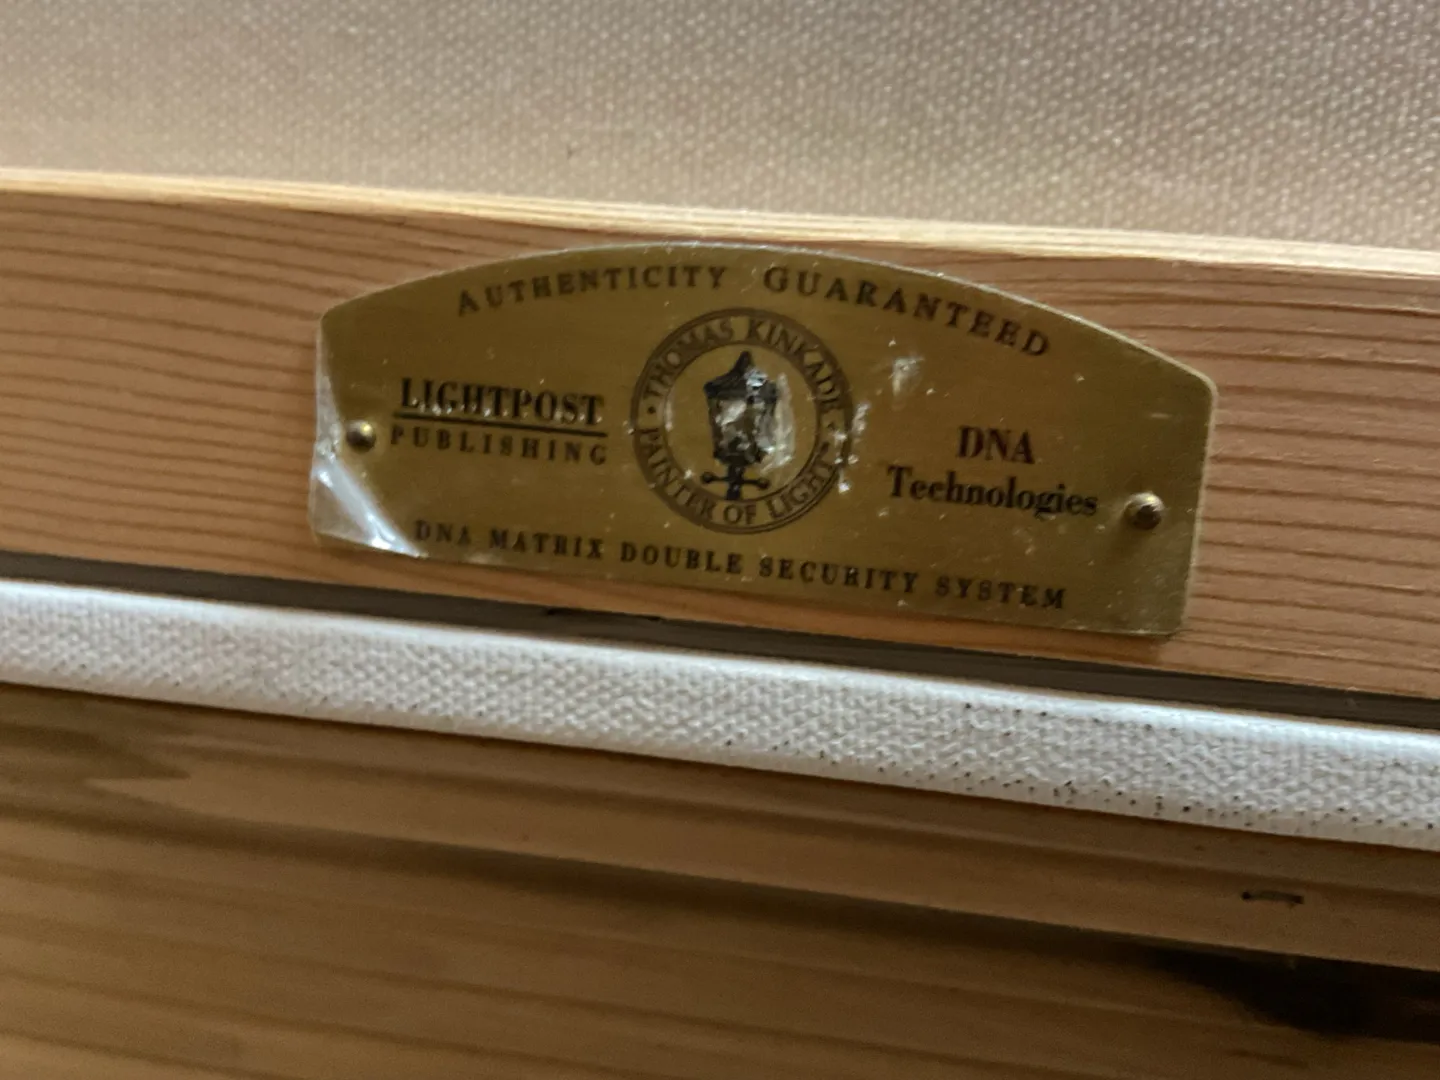 AUTHENTICITY GUARANTEED
THOMAS KINKADE
PAINTER OF LIGHT
LIGHTPOST
PUBLISHING
DNA
Technologies
DNA MATRIX DOUBLE SECURITY SYSTEM